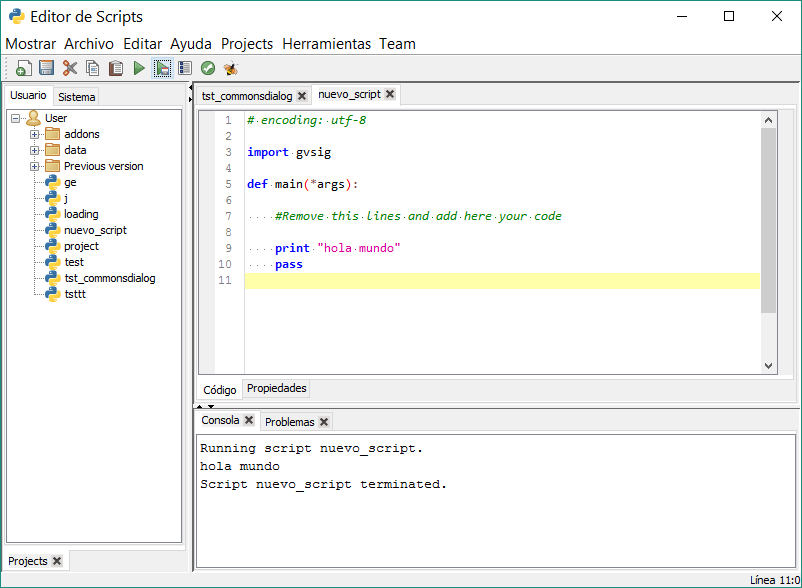 Editor de Scripts
Mostrar Archivo Editar Ayuda Projects Herramientas Team
Usuario Sistema
User
addons
data
Previous version
ge
j
loading
nuevo_script
project
test
tst_commonsdialog
tsttt
Projects
tst_commonsdialog nuevo_script
1 # encoding: utf-8
2
3 import gvsig
4
5 def main(*args):
6
7 #Remove this lines and add here your code
8
9 print "hola mundo"
10 pass
11
Código Propiedades
Consola Problemas
Running script nuevo_script.
hola mundo
Script nuevo_script terminated.
Línea 11:0